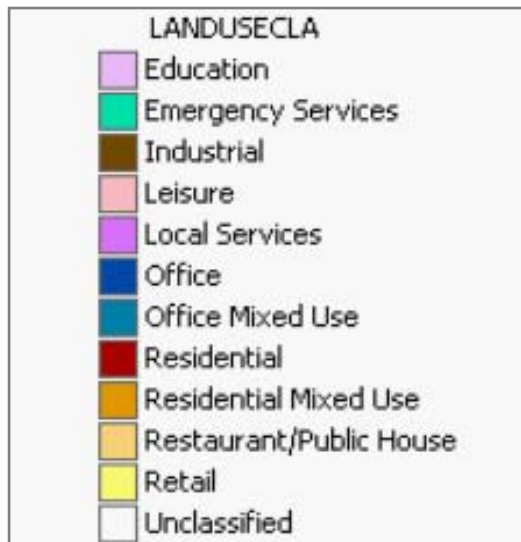 LANDUSECLA
Education
Emergency Services
Industrial
Leisure
Local Services
Office
Office Mixed Use
Residential
Residential Mixed Use
Restaurant/Public House
Retail
Unclassified